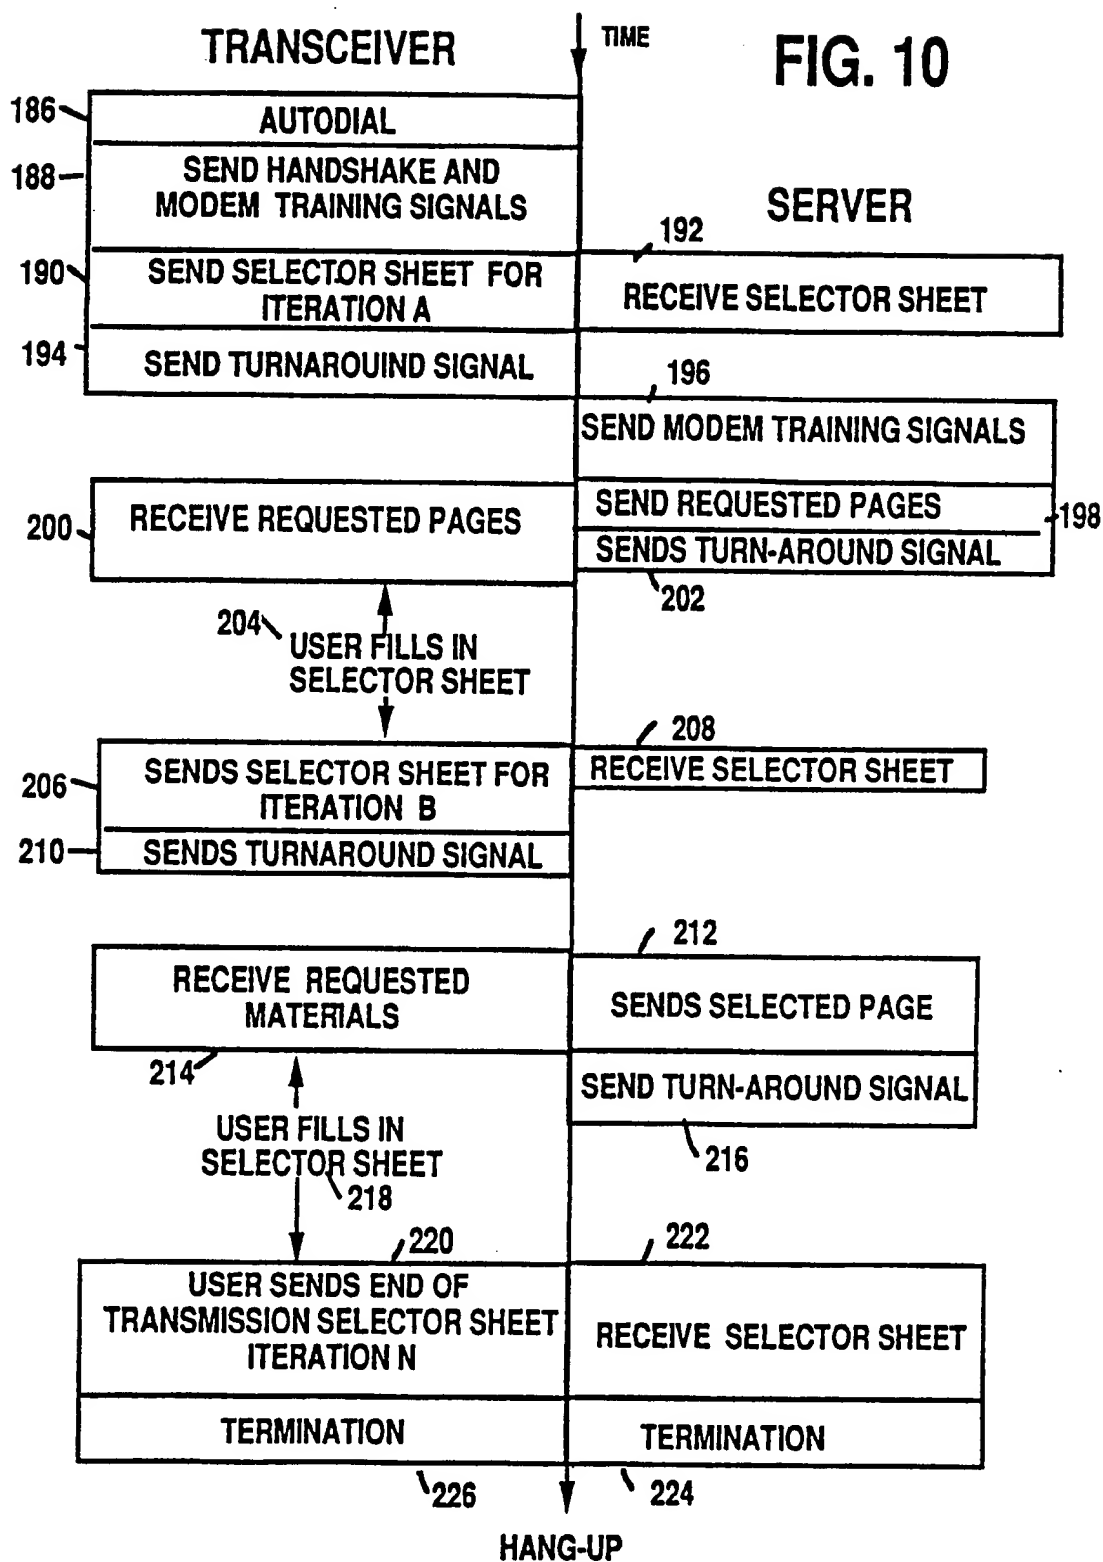 TRANSCEIVER
TIME
FIG. 10
186
AUTODIAL
188
SEND HANDSHAKE AND
MODEM TRAINING SIGNALS
SERVER
190
SEND SELECTOR SHEET FOR
ITERATION A
192
RECEIVE SELECTOR SHEET
194
SEND TURNAROUIND SIGNAL
196
SEND MODEM TRAINING SIGNALS
200
RECEIVE REQUESTED PAGES
SEND REQUESTED PAGES
198
SENDS TURN-AROUND SIGNAL
202
204
USER FILLS IN
SELECTOR SHEET
206
SENDS SELECTOR SHEET FOR
ITERATION B
208
RECEIVE SELECTOR SHEET
210
SENDS TURNAROUND SIGNAL
212
RECEIVE REQUESTED
MATERIALS
SENDS SELECTED PAGE
214
SEND TURN-AROUND SIGNAL
216
USER FILLS IN
SELECTOR SHEET
218
220
222
USER SENDS END OF
TRANSMISSION SELECTOR SHEET
ITERATION N
RECEIVE SELECTOR SHEET
TERMINATION
TERMINATION
226
224
HANG-UP